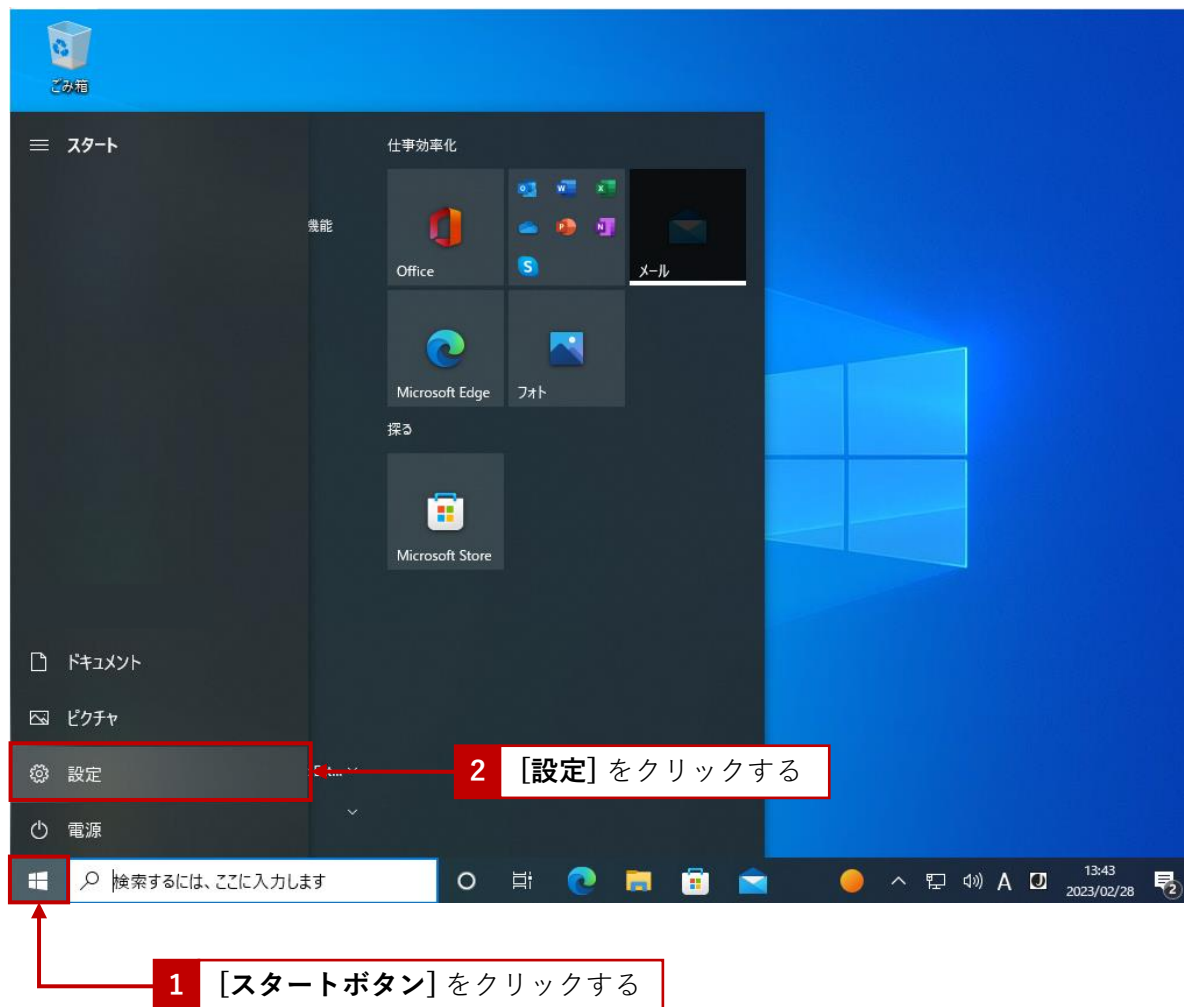 ごみ箱
スタート
仕事効率化
機能
Office
メール
Microsoft Edge
フォト
探る
Microsoft Store
ドキュメント
ピクチャ
設定
2 [設定] をクリックする
電源
検索するには、ここに入力します
A
13:43
2023/02/28
2
1 [スタートボタン] をクリックする